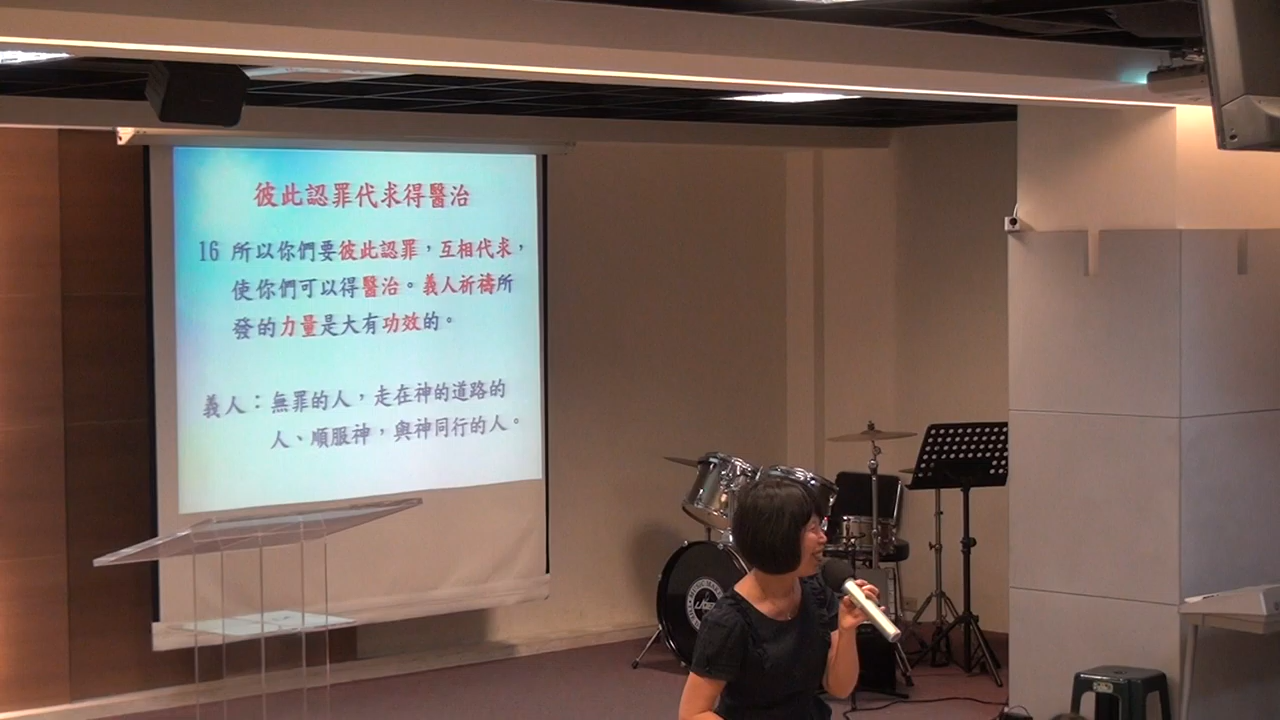 彼此認罪代求得醫治
16 所以你們要彼此認罪，互相代求，
使你們可以得醫治。義人祈禱所
發的力量是大有功效的。
義人：無罪的人，走在神的道路的
人、順服神，與神同行的人。